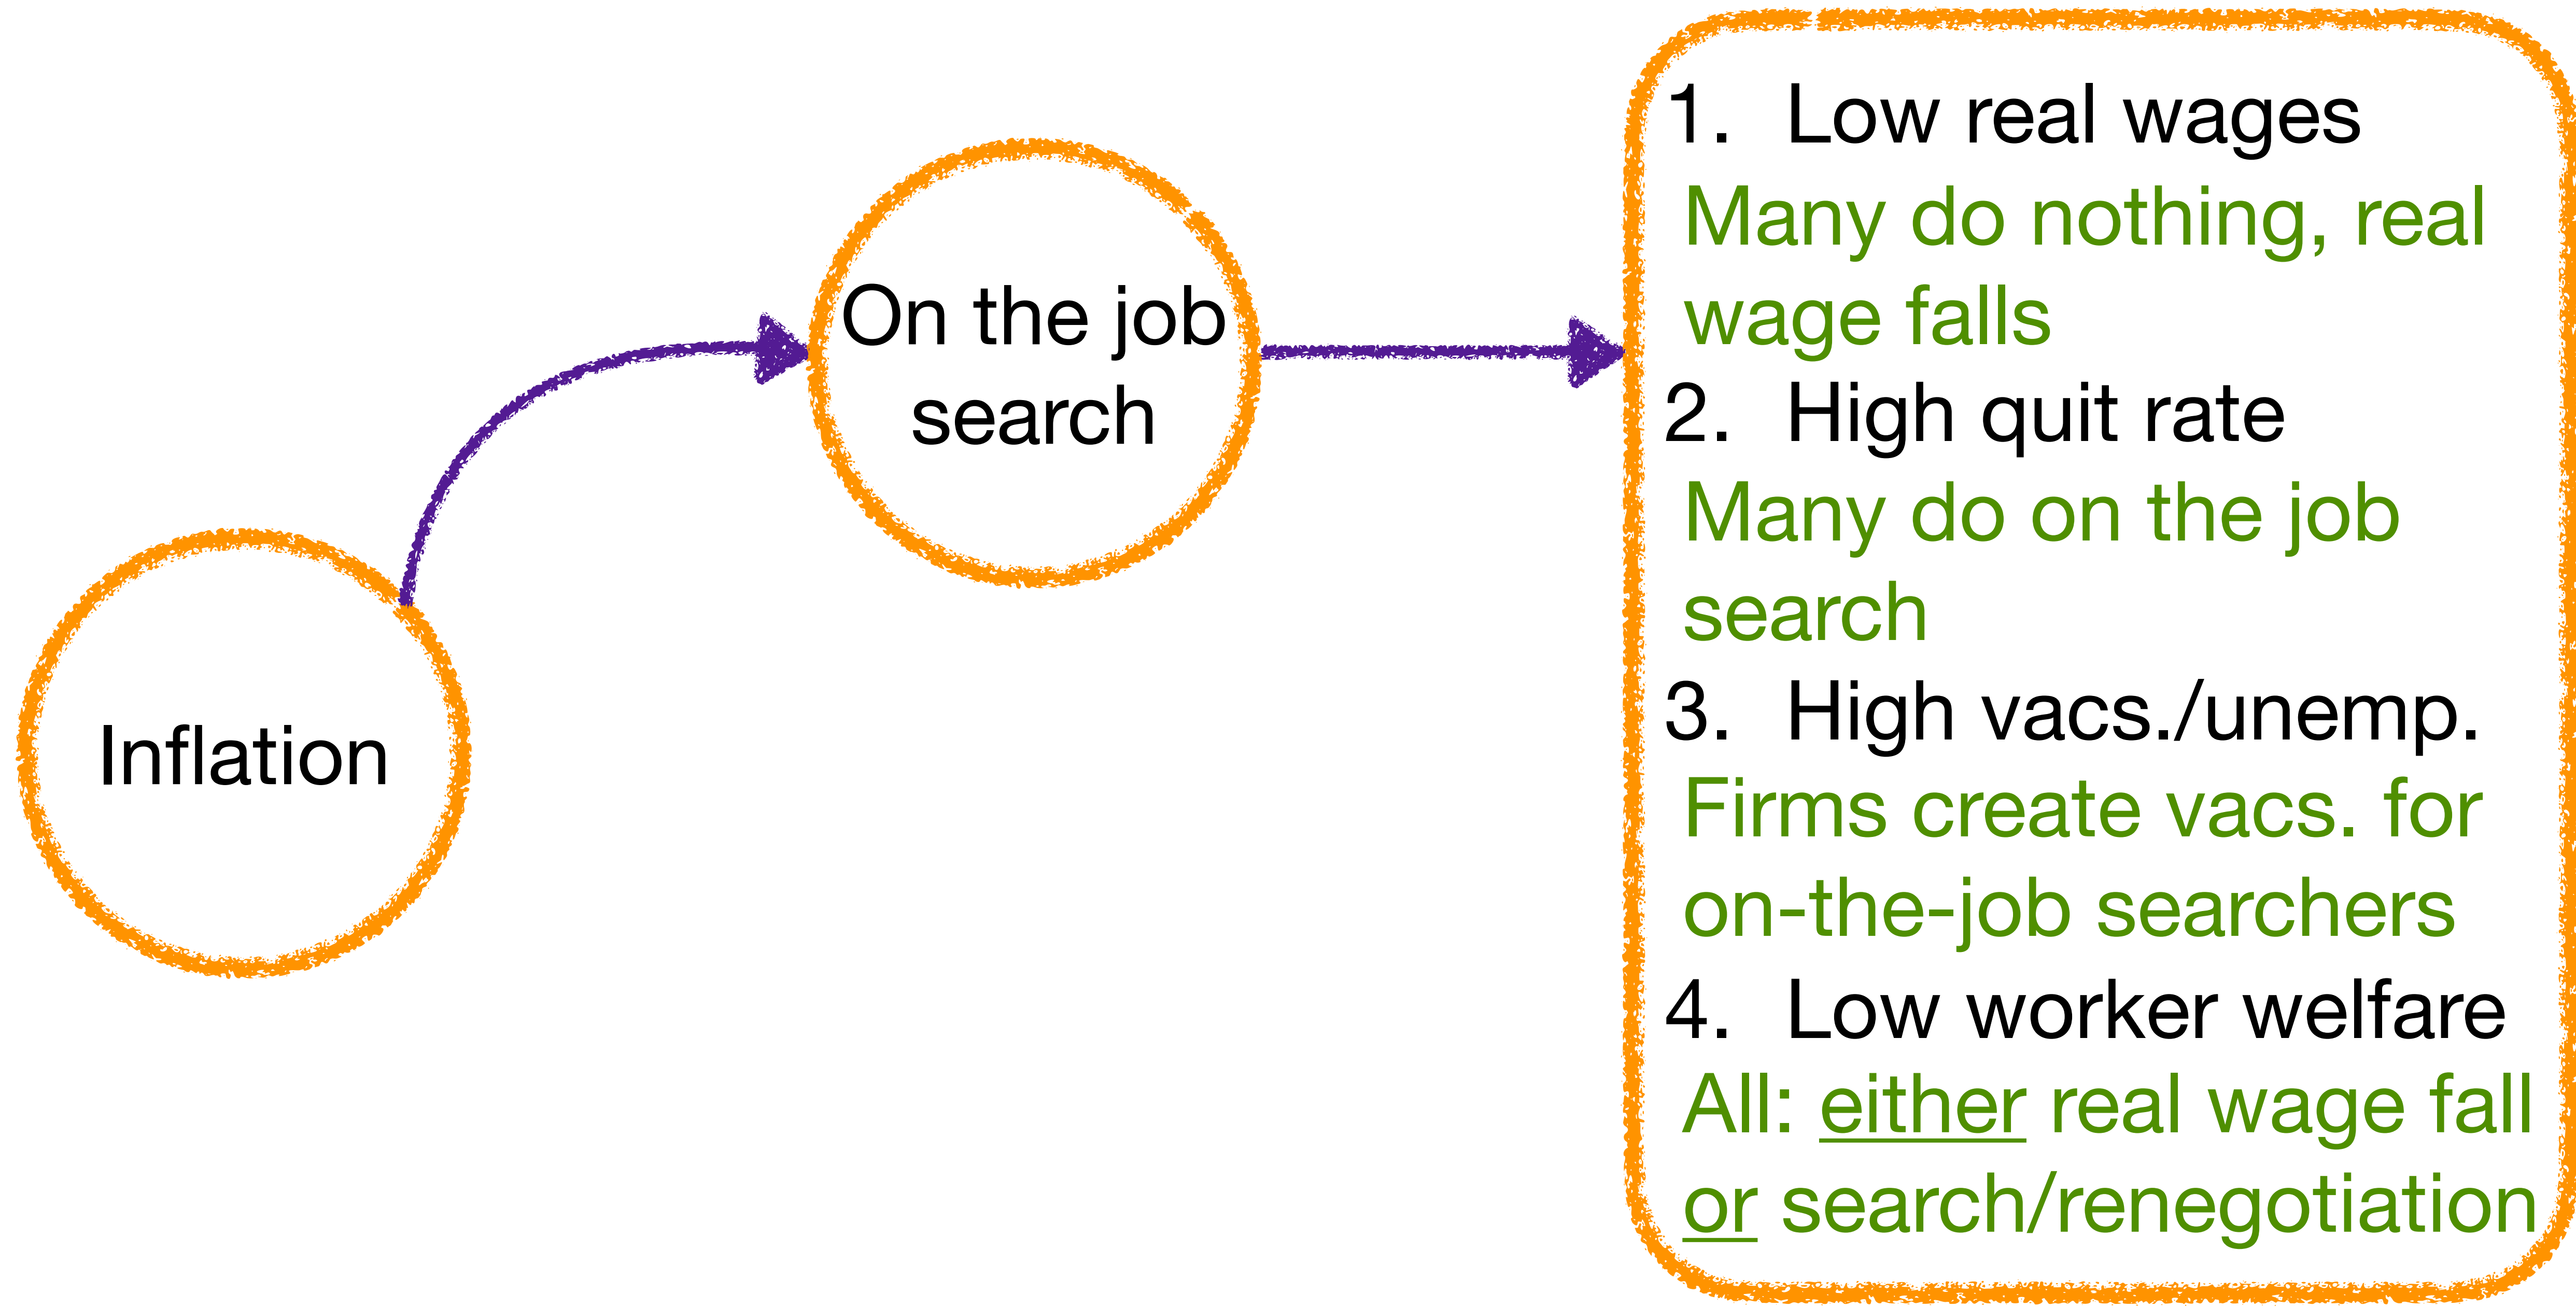 Inflation
On the job
search
1. Low real wages
Many do nothing, real
wage falls
2. High quit rate
Many do on the job
search
3. High vacs./unemp.
Firms create vacs. for
on-the-job searchers
4. Low worker welfare
All: either real wage fall
or search/renegotiation